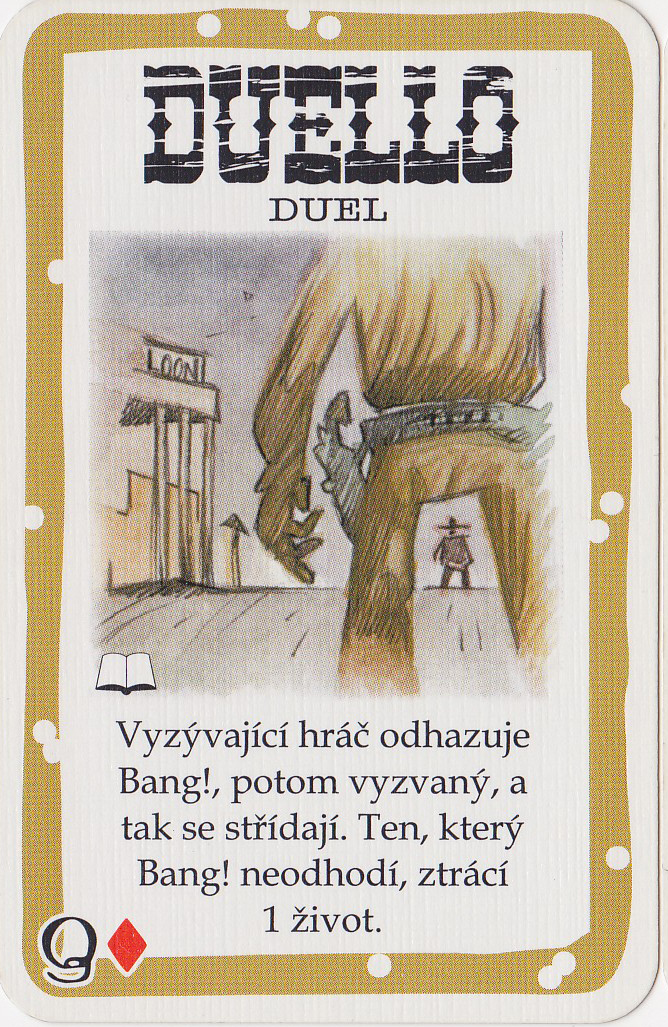 DUELLO
DUEL
LOON
Vyzývající hráč odhazuje
Bang!, potom vyzvaný, a
tak se střídají. Ten, který
Bang! neodhodí, ztrácí
1 život.
Q